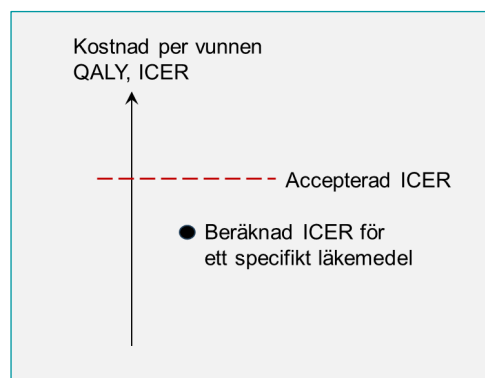 Kostnad per vunnen
QALY, ICER
Accepterad ICER
Beräknad ICER för
ett specifikt läkemedel